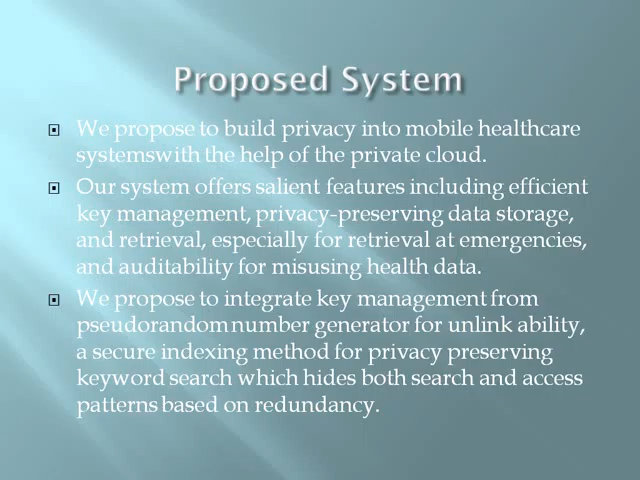 Proposed System
We propose to build privacy into mobile healthcare
systemswith the help of the private cloud.
Our system offers salient features including efficient
key management, privacy-preserving data storage,
and retrieval, especially for retrieval at emergencies,
and auditability for misusing health data.
We propose to integrate key management from
pseudorandom number generator for unlink ability,
a secure indexing method for privacy preserving
keyword search which hides both search and access
patterns based on redundancy.